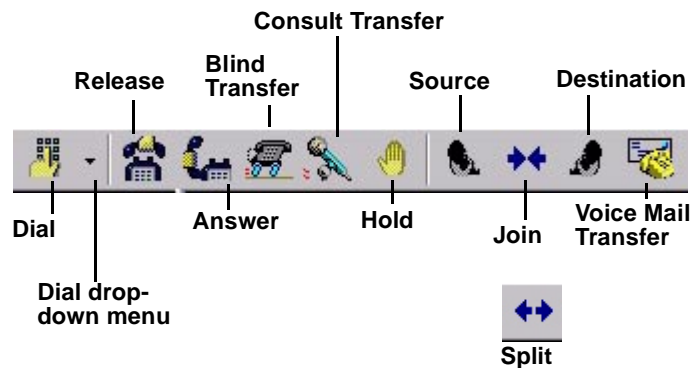 Consult Transfer
Release
Blind
Transfer
Source
Destination
Dial
Answer
Hold
Join
Voice Mail
Transfer
Dial drop-
down menu
Split